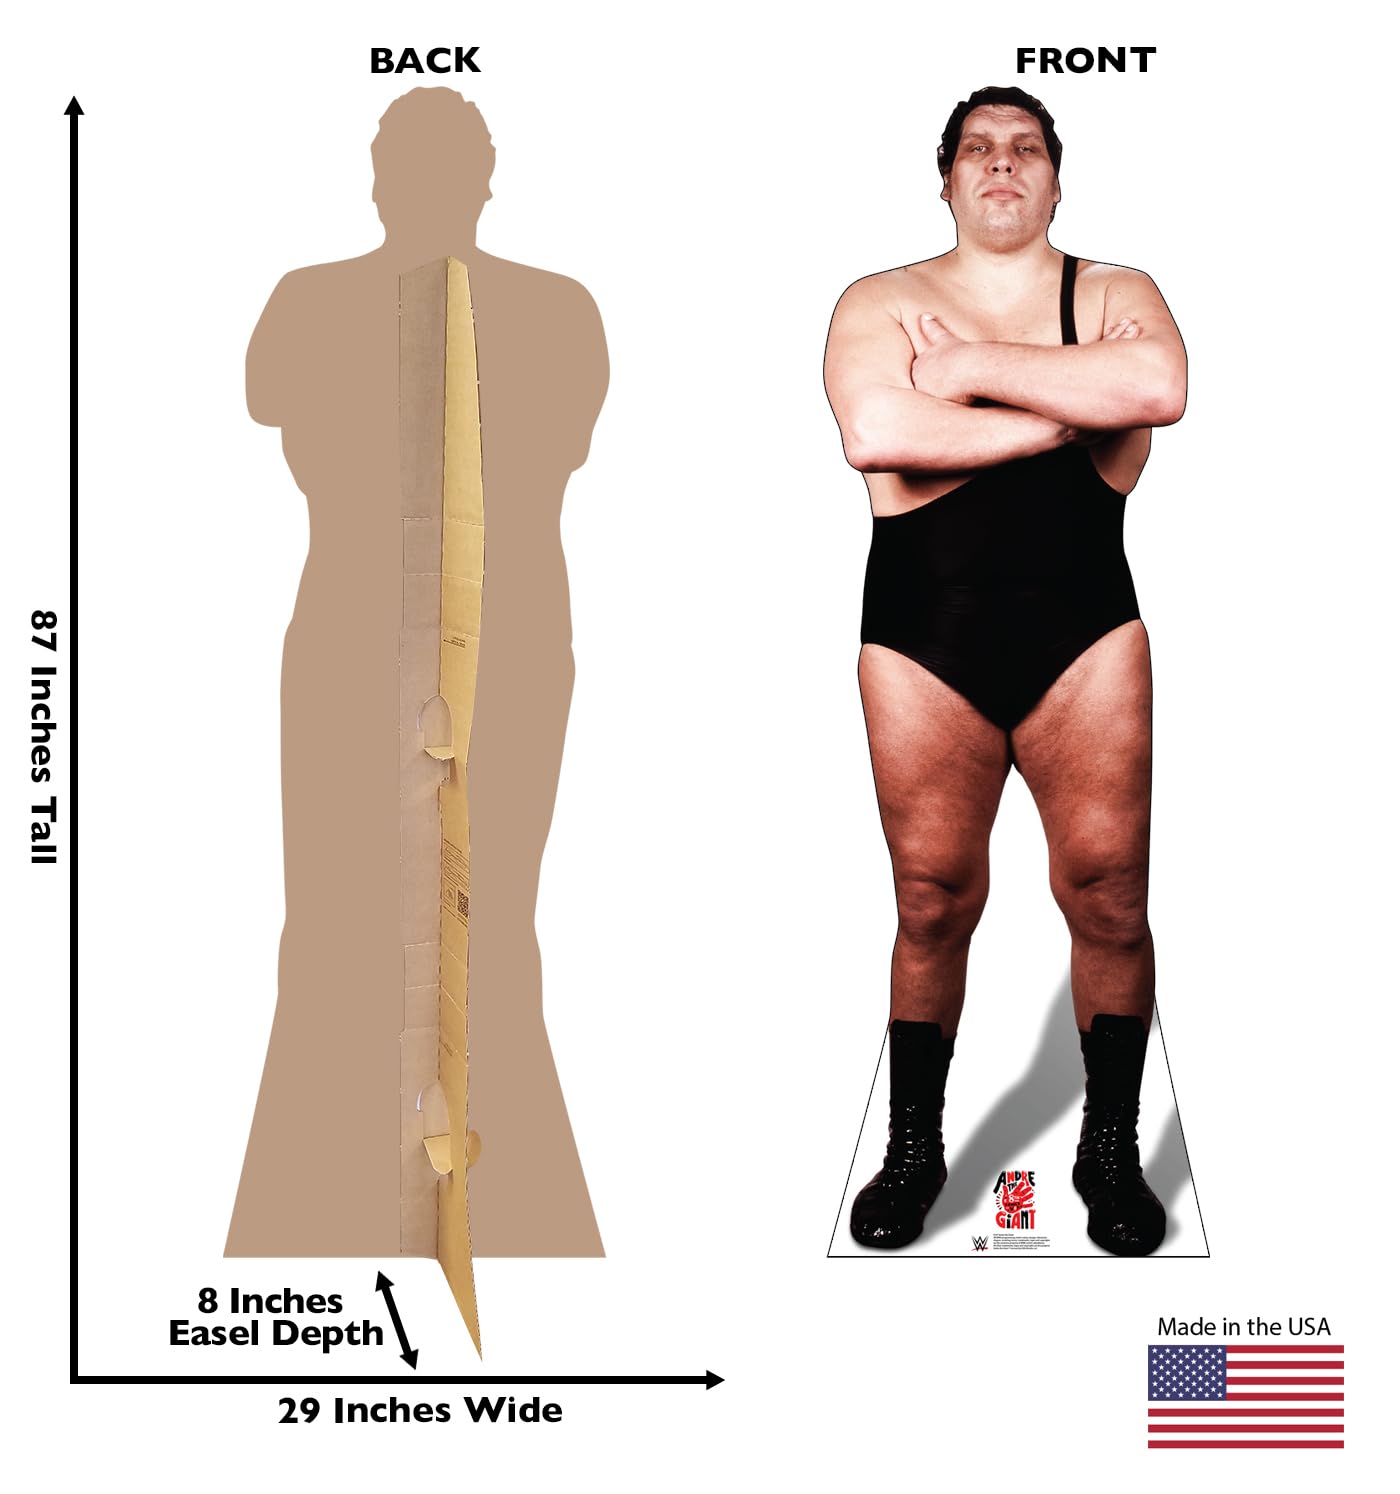 BACK
FRONT
87 Inches Tall
8 Inches
Easel Depth
29 Inches Wide
ANDRE
THE
GIANT
Made in the USA